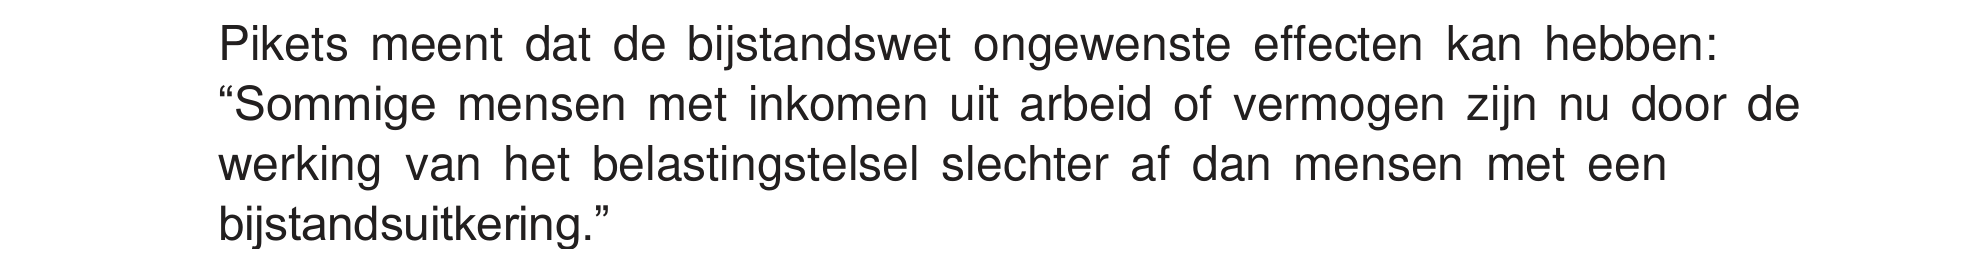 Pikets meent dat de bijstandswet ongewenste effecten kan hebben:
“Sommige mensen met inkomen uit arbeid of vermogen zijn nu door de
werking van het belastingstelsel slechter af dan mensen met een
bijstandsuitkering.”